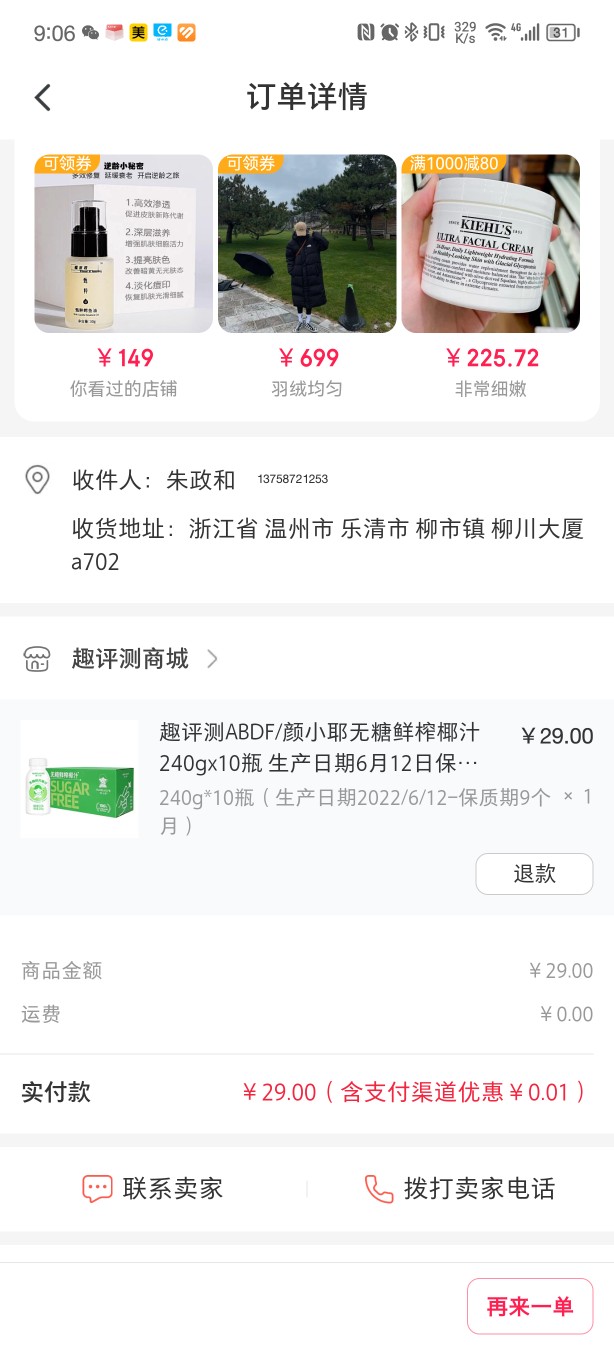 9:06
美
329
K/s
4G
31
订单详情
可领券
逆龄小秘密
多效修复 延缓衰老 开启逆龄之旅
1.高效渗透
促进皮肤新陈代谢
2.深层滋养
增强肌肤细胞活力
3.提亮肤色
改善暗黄无光肤态
4.淡化痘印
恢复肌肤光滑细腻
可领券
满1000减80
KIEHL'S
ULTRA FACIAL CREAM
￥149
￥699
￥225.72
你看过的店铺
羽绒均匀
非常细嫩
收件人：朱政和 13758721253
收货地址：浙江省 温州市 乐清市 柳市镇 柳川大厦
a702
趣评测商城
趣评测ABDF/颜小耶无糖鲜榨椰汁
￥29.00
240gx10瓶 生产日期6月12日保…
240g*10瓶（生产日期2022/6/12-保质期9个
× 1
月）
SUGAR
FREE
退款
商品金额
￥29.00
运费
￥0.00
实付款
￥29.00（含支付渠道优惠￥0.01）
联系卖家
拨打卖家电话
再来一单